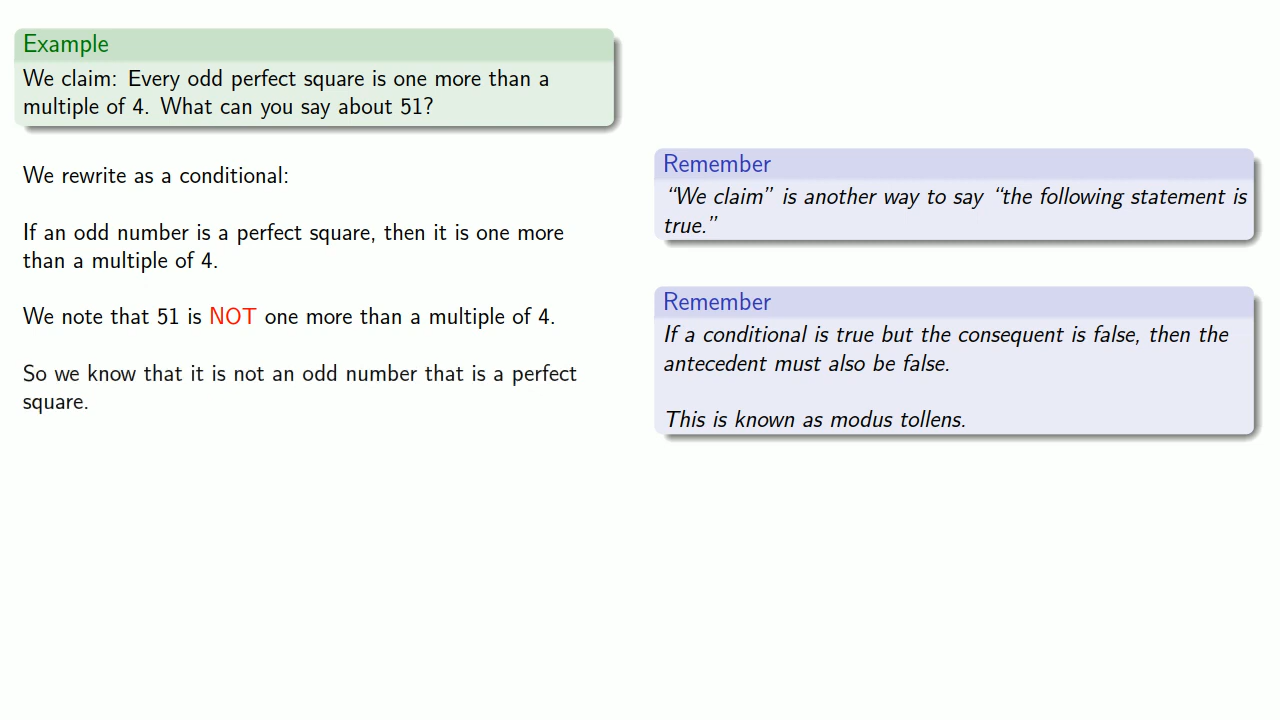 Example
We claim: Every odd perfect square is one more than a
multiple of 4. What can you say about 51?
We rewrite as a conditional:
If an odd number is a perfect square, then it is one more
than a multiple of 4.
We note that 51 is NOT one more than a multiple of 4.
So we know that it is not an odd number that is a perfect
square.
Remember
“We claim” is another way to say “the following statement is
true.”
Remember
If a conditional is true but the consequent is false, then the
antecedent must also be false.
This is known as modus tollens.